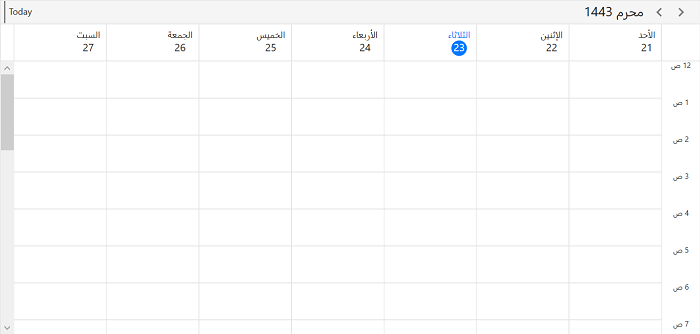 محرم 1443
Today
الأحد
21
الإثنين
22
الثلاثاء
23
الأربعاء
24
الخميس
25
الجمعة
26
السبت
27
12 ص
1 ص
2 ص
3 ص
4 ص
5 ص
6 ص
7 ص